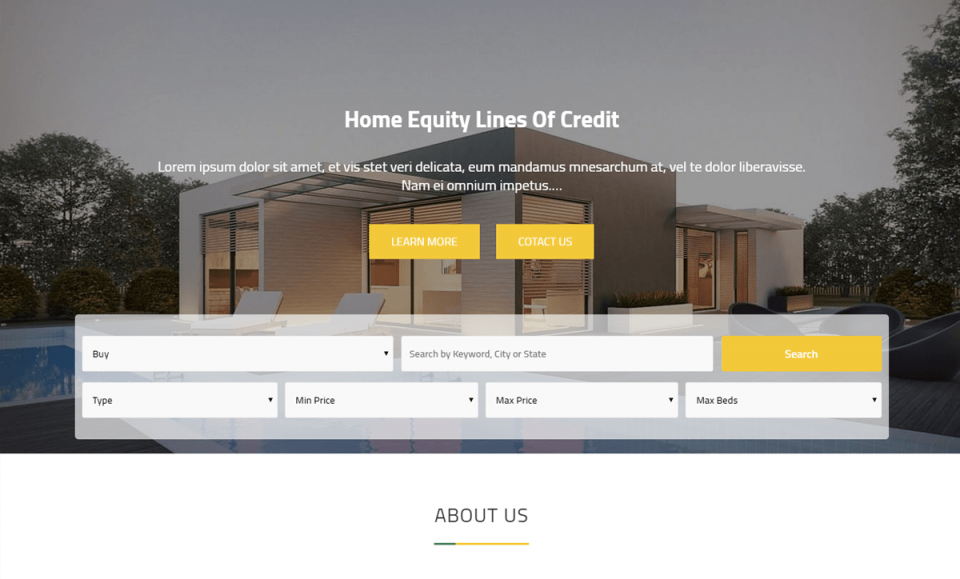 Home Equity Lines Of Credit
Lorem ipsum dolor sit amet, et vis stet veri delicata, eum mandamus mnesarchum at, vel te dolor liberavisse.
Nam ei omnium impetus....
LEARN MORE
COTACT US
Buy
Search by Keyword, City or State
Search
Type
Min Price
Max Price
Max Beds
ABOUT US